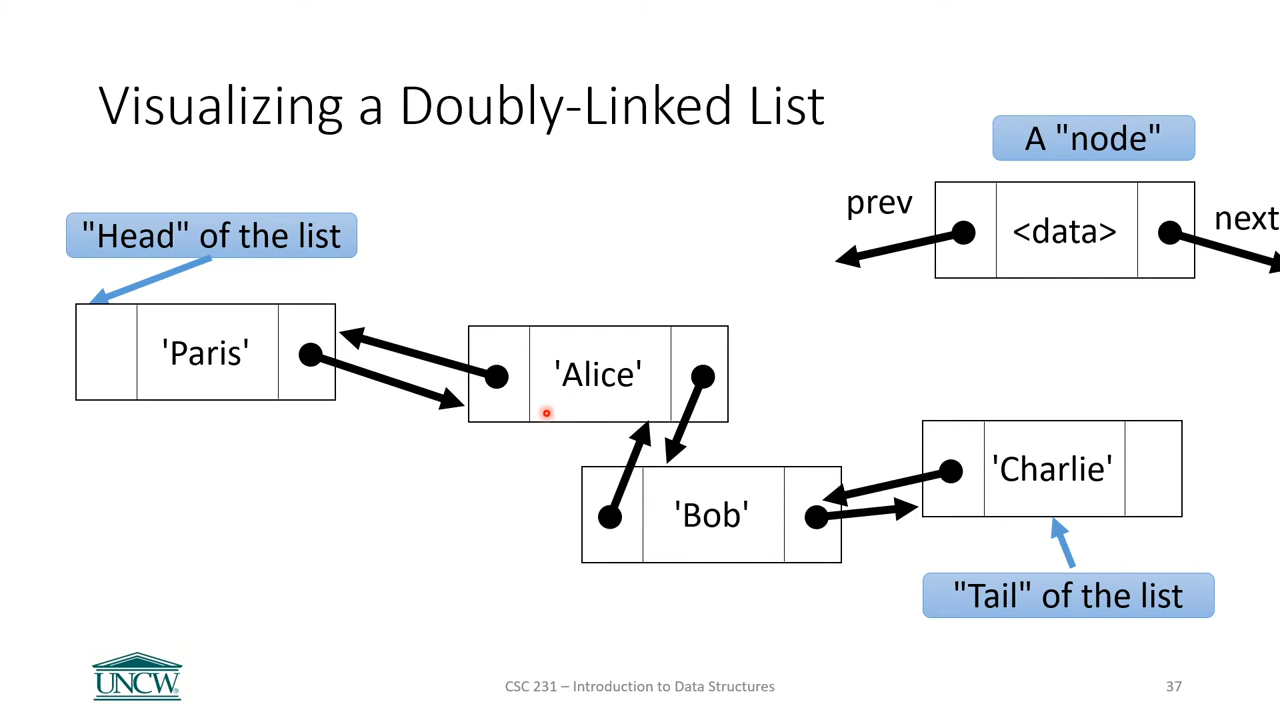 Visualizing a Doubly-Linked List
A "node"
prev
<data>
next
"Head" of the list
'Paris'
'Alice'
'Bob'
'Charlie'
"Tail" of the list
UNCW
CSC 231 – Introduction to Data Structures
37